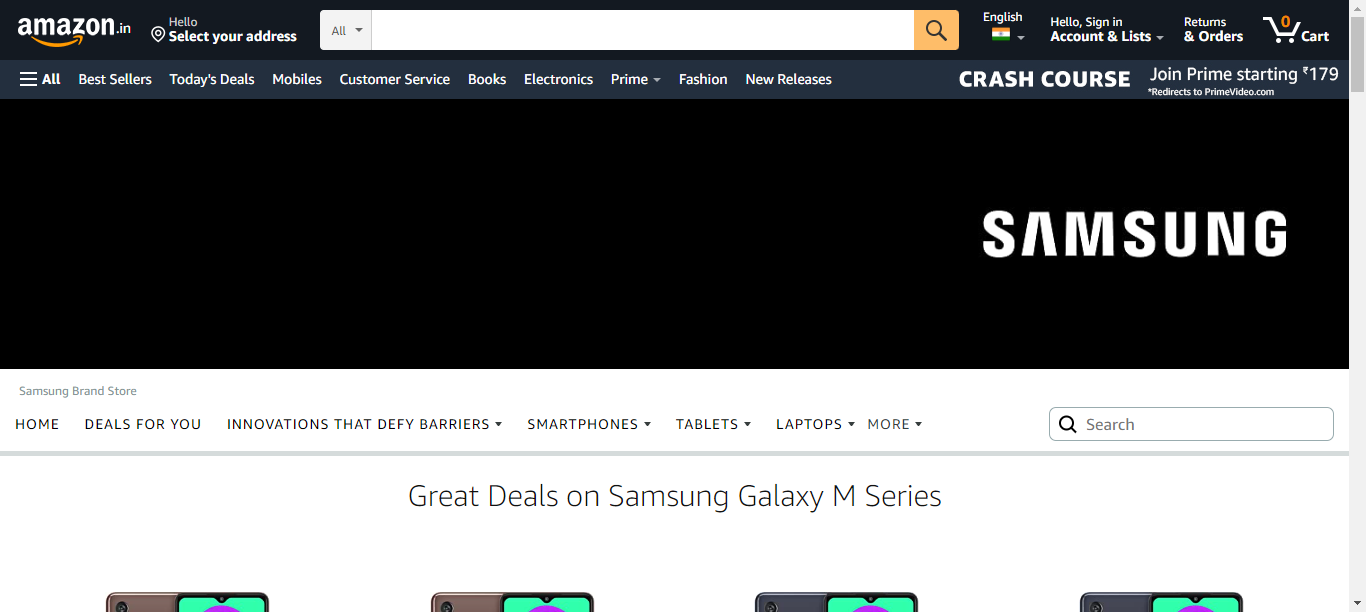 amazon.in
Hello
Select your address
All
English
Hello, Sign in
Account & Lists
Returns
& Orders
0
Cart
All
Best Sellers
Today's Deals
Mobiles
Customer Service
Books
Electronics
Prime
Fashion
New Releases
CRASH COURSE
Join Prime starting ₹179
*Redirects to PrimeVideo.com
SAMSUNG
Samsung Brand Store
HOME
DEALS FOR YOU
INNOVATIONS THAT DEFY BARRIERS
SMARTPHONES
TABLETS
LAPTOPS
MORE
Search
Great Deals on Samsung Galaxy M Series